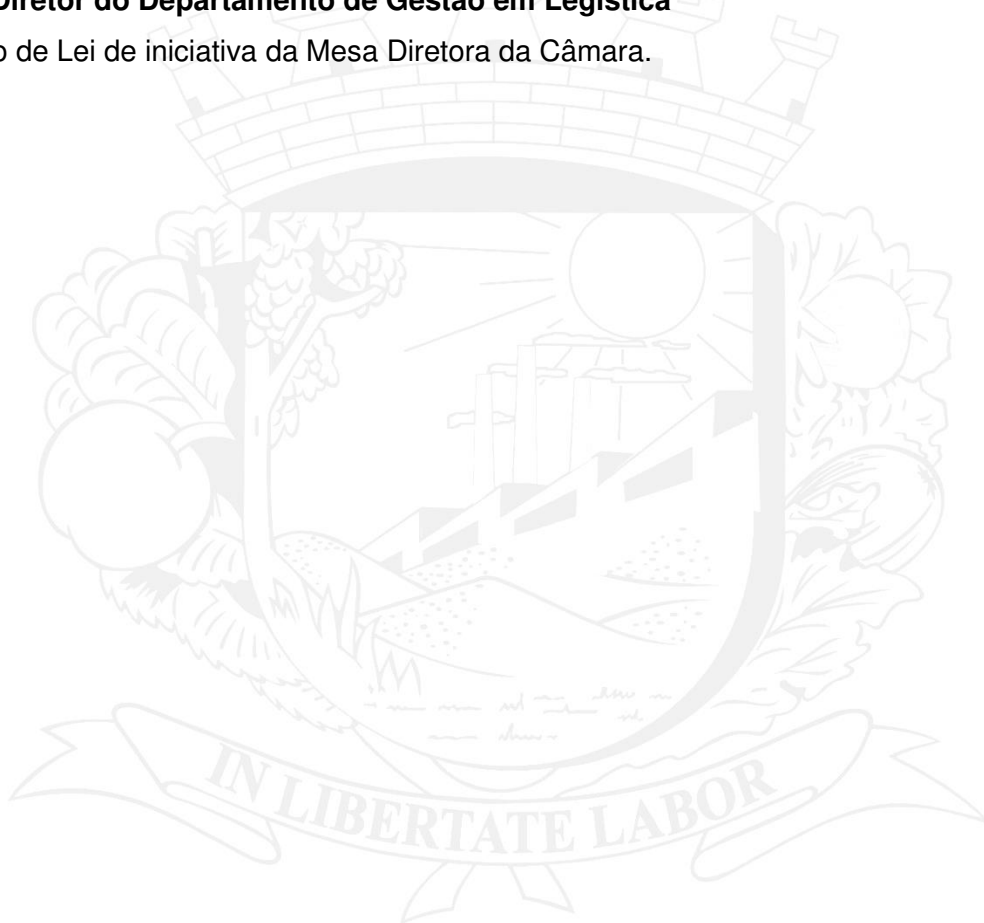 Diretor do Departamento de Gestão em Legística
o de Lei de iniciativa da Mesa Diretora da Câmara.
IN LIBERTATE LABOR